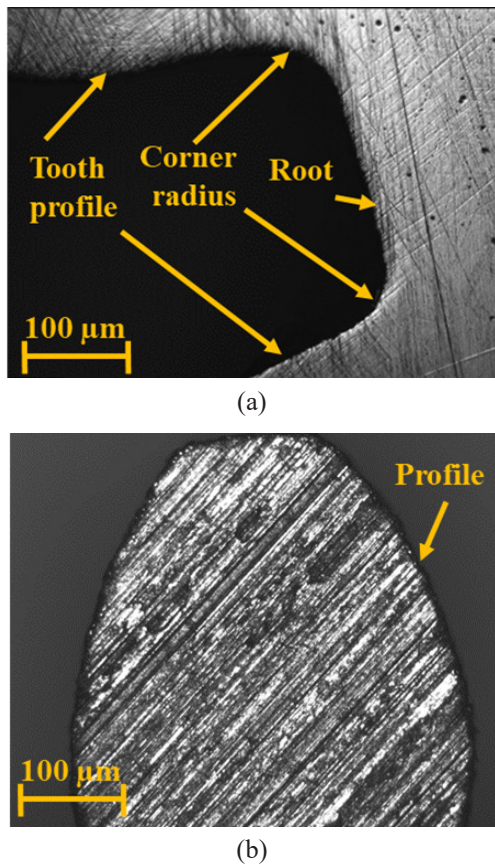 Tooth
profile
Corner
radius
Root
100 µm
(a)
Profile
100 µm
(b)